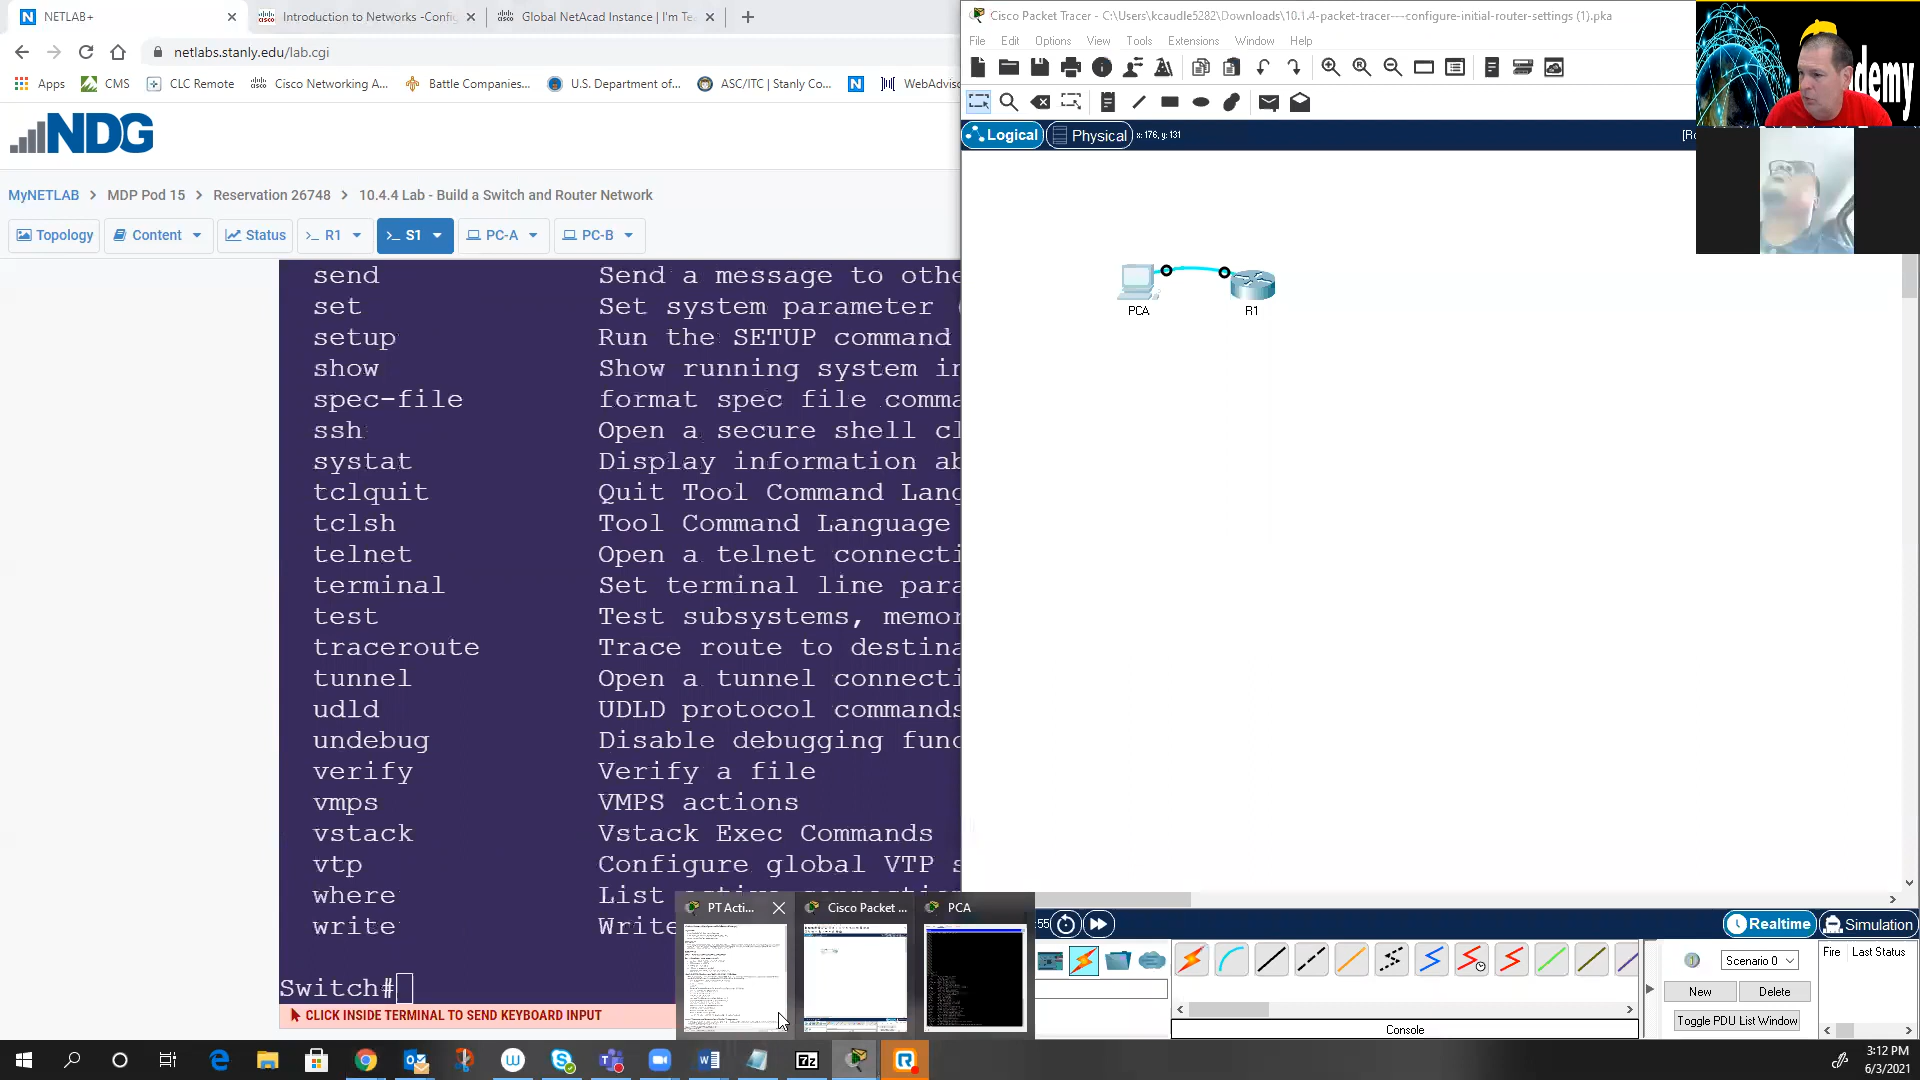 NETLAB+
Introduction to Networks -Config
Global NetAcad Instance | I'm Te
netlabs.stanly.edu/lab.cgi
Apps
CMS
CLC Remote
Cisco Networking A...
Battle Companies...
U.S. Department of...
ASC/ITC | Stanly Co...
WebAdviso
NDG
MyNETLAB > MDP Pod 15 > Reservation 26748 > 10.4.4 Lab - Build a Switch and Router Network
Topology
Content
Status
R1
S1
PC-A
PC-B
send Send a message to othe
set Set system parameter (
setup Run the SETUP command
show Show running system in
spec-file format spec file comma
ssh Open a secure shell cl
systat Display information ab
tclquit Quit Tool Command Lang
tclsh Tool Command Language
telnet Open a telnet connecti
terminal Set terminal line para
test Test subsystems, memor
traceroute Trace route to destina
tunnel Open a tunnel connecti
udld UDLD protocol commands
undebug Disable debugging func
verify Verify a file
vmps VMPS actions
vstack Vstack Exec Commands
vtp Configure global VTP s
where List active connection
write Write
Switch#
CLICK INSIDE TERMINAL TO SEND KEYBOARD INPUT
PT Acti...
Cisco Packet ...
PCA
Cisco Packet Tracer - C:\Users\kcaudle5282\Downloads\10.1.4-packet-tracer---configure-initial-router-settings (1).pka
File Edit Options View Tools Extensions Window Help
Logical
Physical
x: 176, y: 131
[Ro
demy
PCA
R1
:55
Realtime
Simulation
Scenario 0
New
Delete
Toggle PDU List Window
Fire
Last Status
Console
3:12 PM
6/3/2021